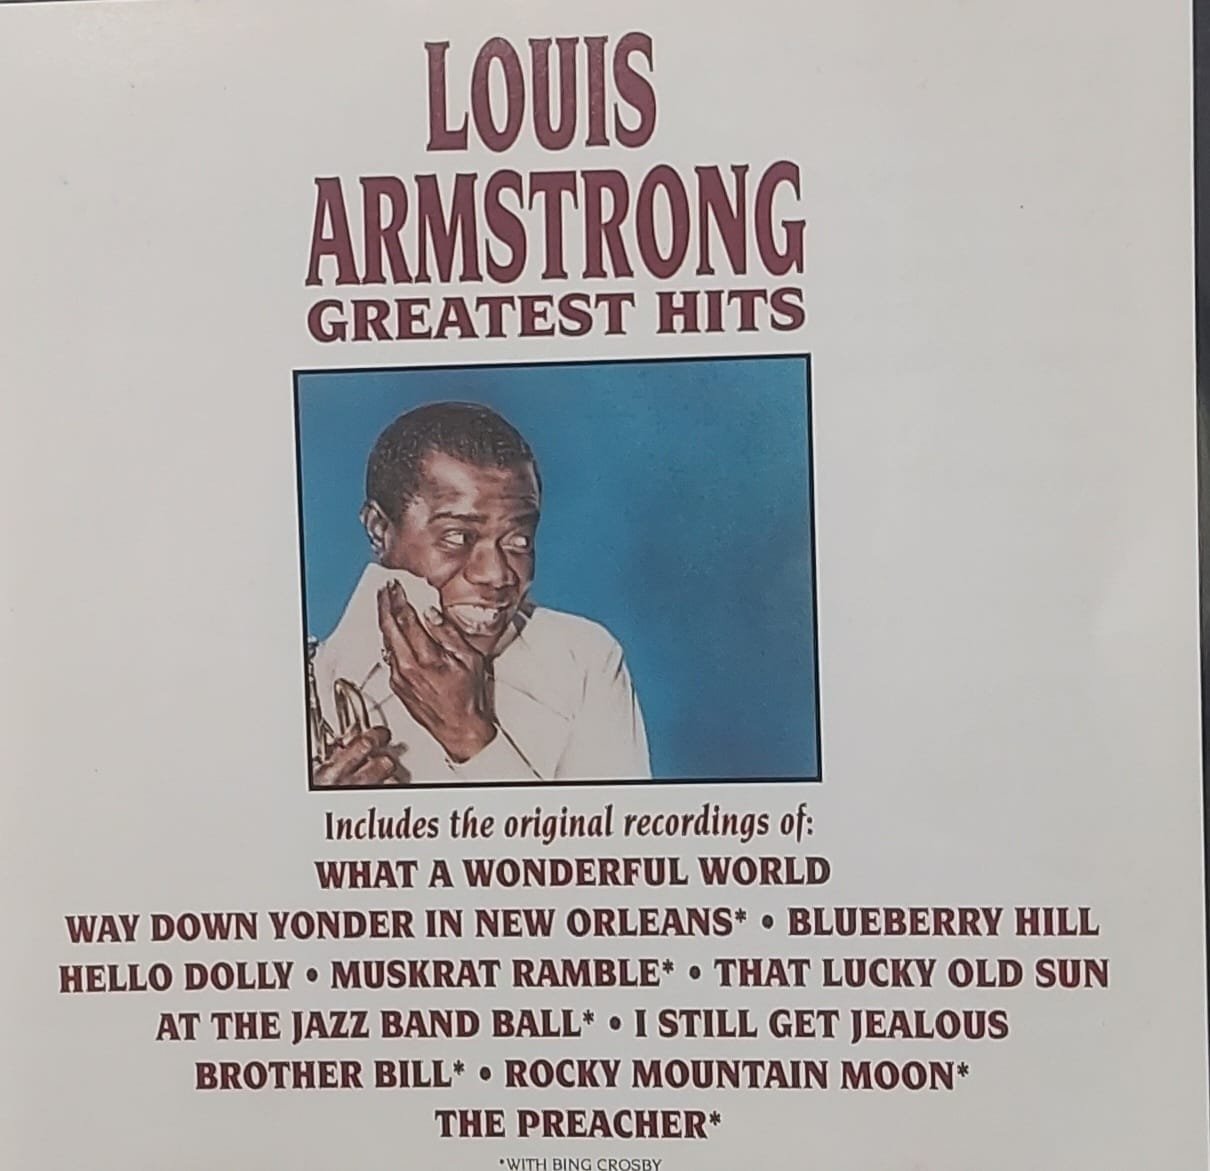 LOUIS
ARMSTRONG
GREATEST HITS
Includes the original recordings of:
WHAT A WONDERFUL WORLD
WAY DOWN YONDER IN NEW ORLEANS* • BLUEBERRY HILL
HELLO DOLLY • MUSKRAT RAMBLE* • THAT LUCKY OLD SUN
AT THE JAZZ BAND BALL* • I STILL GET JEALOUS
BROTHER BILL* • ROCKY MOUNTAIN MOON*
THE PREACHER*
*WITH BING CROSBY